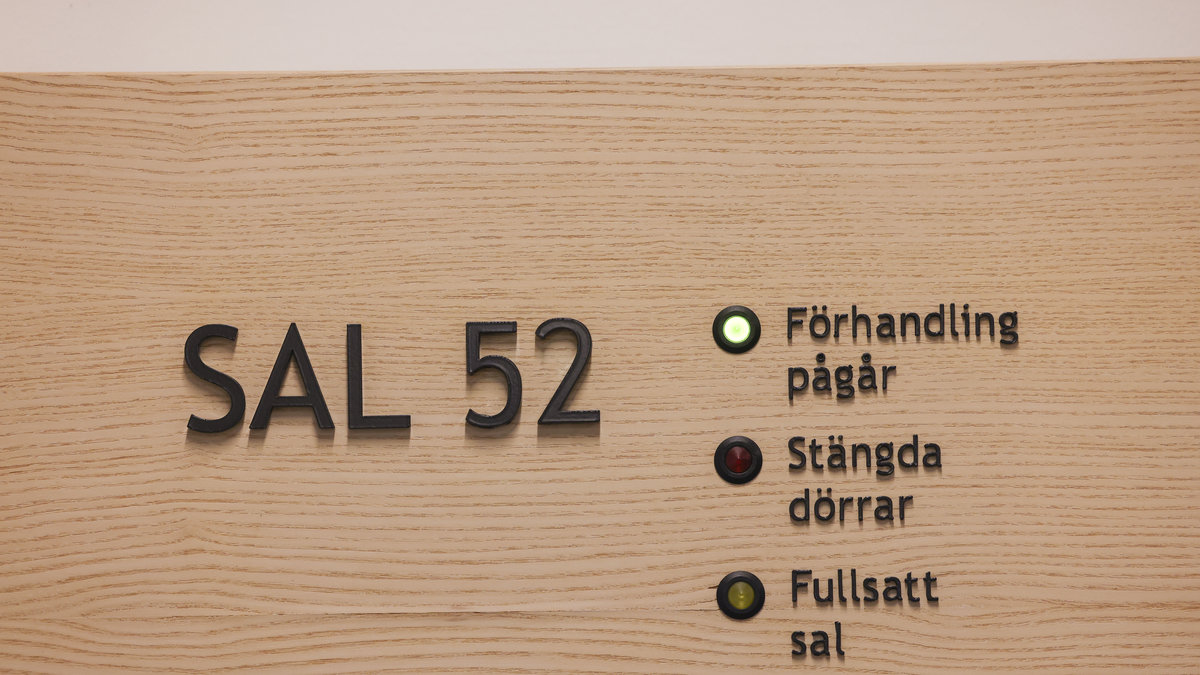 SAL 52
Förhandling
pågår
Stängda
dörrar
Fullsatt
sal